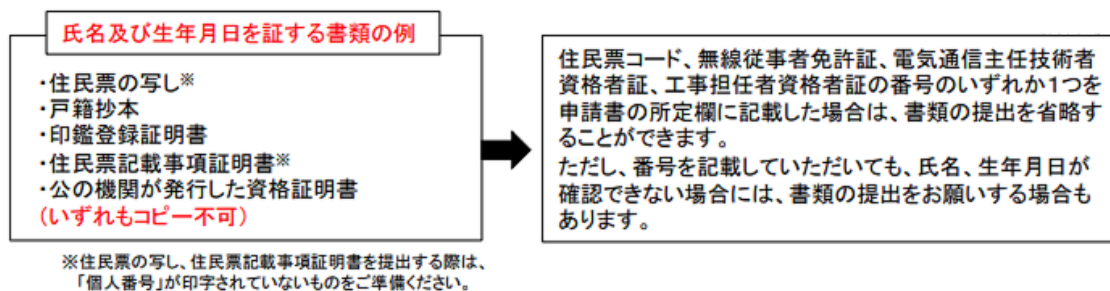 氏名及び生年月日を証する書類の例
・住民票の写し※
・戸籍抄本
・印鑑登録証明書
・住民票記載事項証明書※
・公の機関が発行した資格証明書
(いずれもコピー不可)
※住民票の写し、住民票記載事項証明書を提出する際は、
「個人番号」が印字されていないものをご準備ください。
住民票コード、無線従事者免許証、電気通信主任技術者
資格者証、工事担任者資格者証の番号のいずれか1つを
申請書の所定欄に記載した場合は、書類の提出を省略す
ることができます。
ただし、番号を記載していただいても、氏名、生年月日が
確認できない場合には、書類の提出をお願いする場合も
あります。